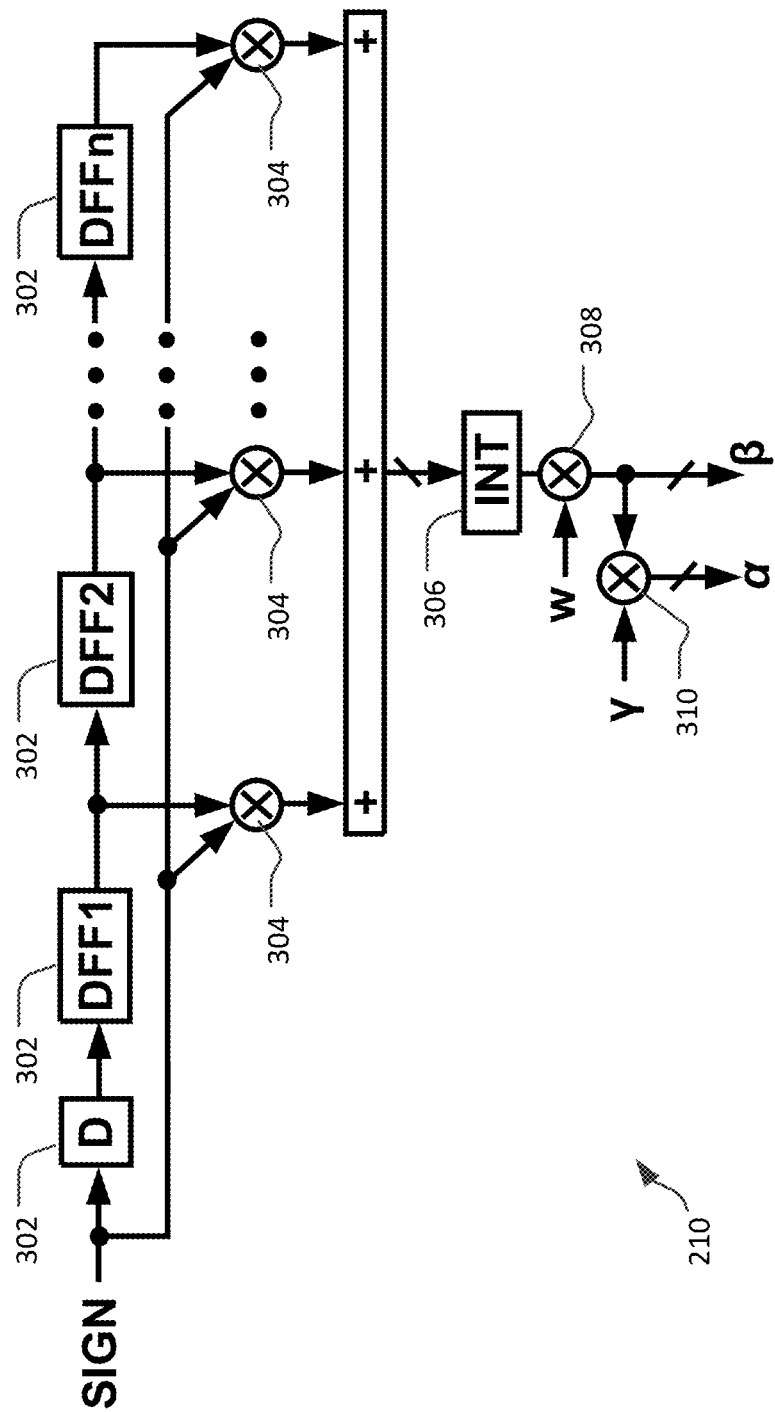 302 302 302 302
SIGN D DFF1 DFF2 DFFn
304 304 304
+ + +
306 INT
w 308
γ
310
α β
210